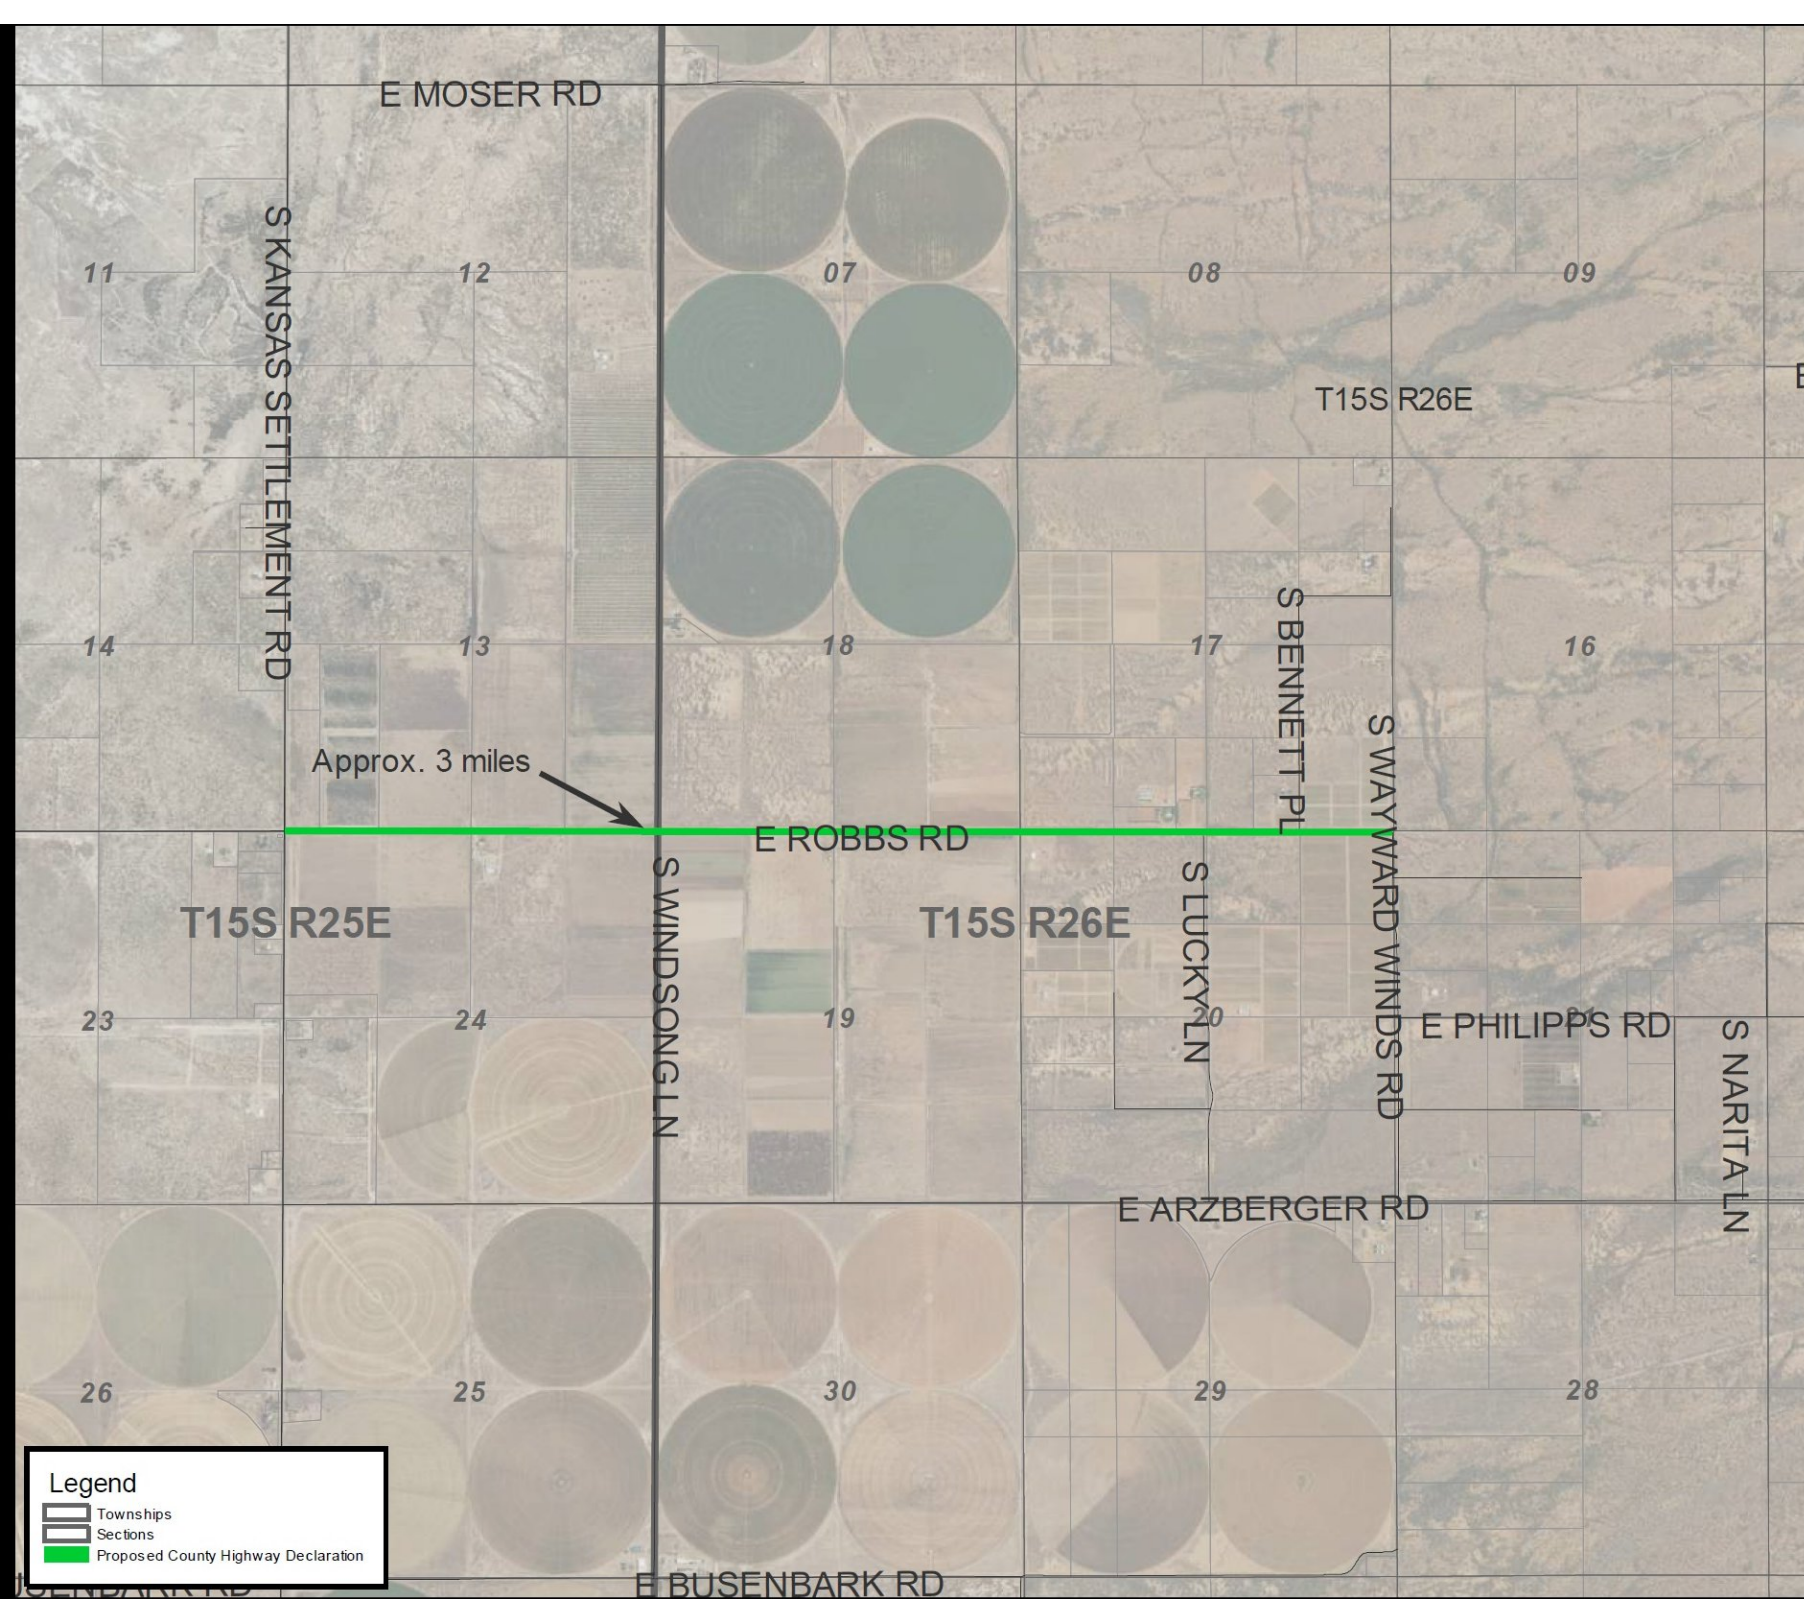 E MOSER RD
S KANSAS SETTLEMENT RD
11
12
07
08
09
T15S R26E
E
14
13
18
17
16
S BENNETT PL
S WAYWARD WINDS RD
Approx. 3 miles
E ROBBS RD
S WINDSONG LN
S LUCKY LN
T15S R25E
T15S R26E
23
24
19
20
21
E PHILIPPS RD
S NARITA LN
E ARZBERGER RD
26
25
30
29
28
Legend
Townships
Sections
Proposed County Highway Declaration
E BUSENBARK RD